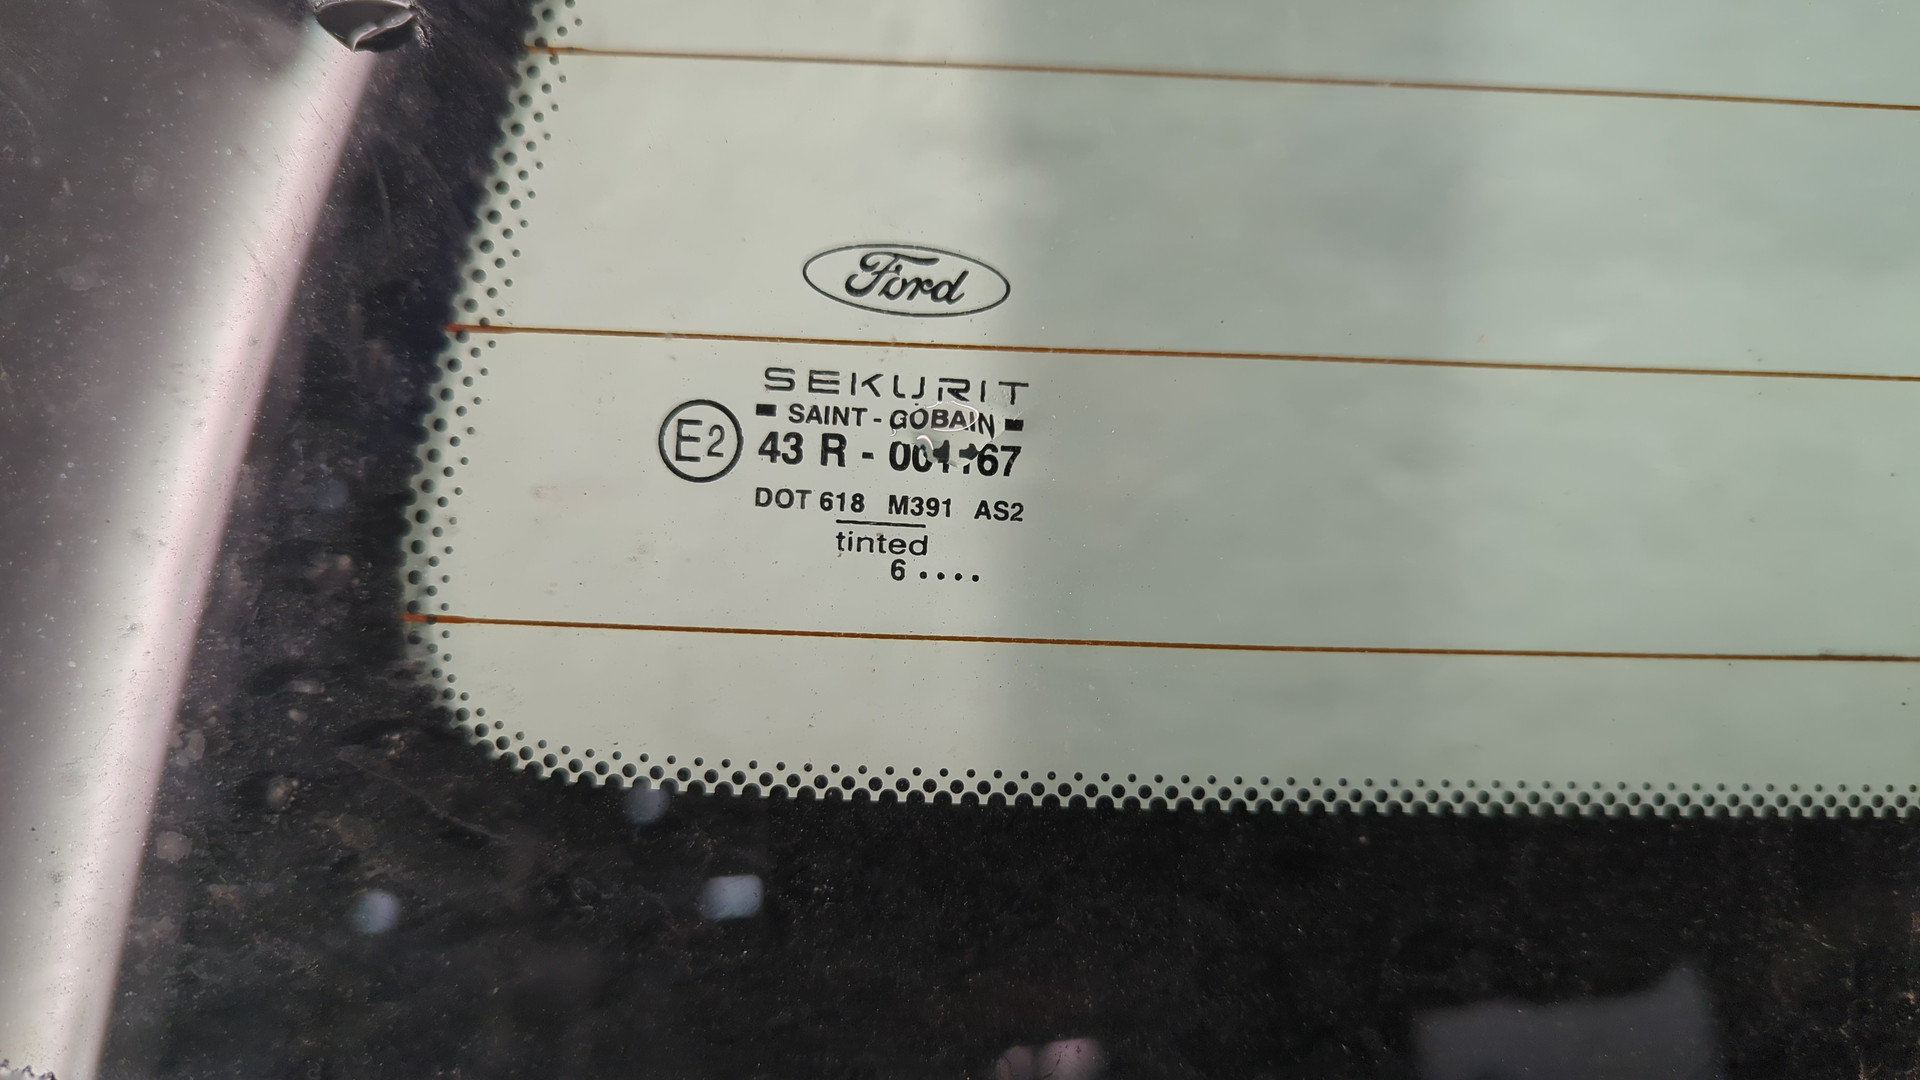 Ford
SEKURIT
SAINT-GOBAIN
E2
43 R -
DOT 618 M391 AS2
tinted
6 ....